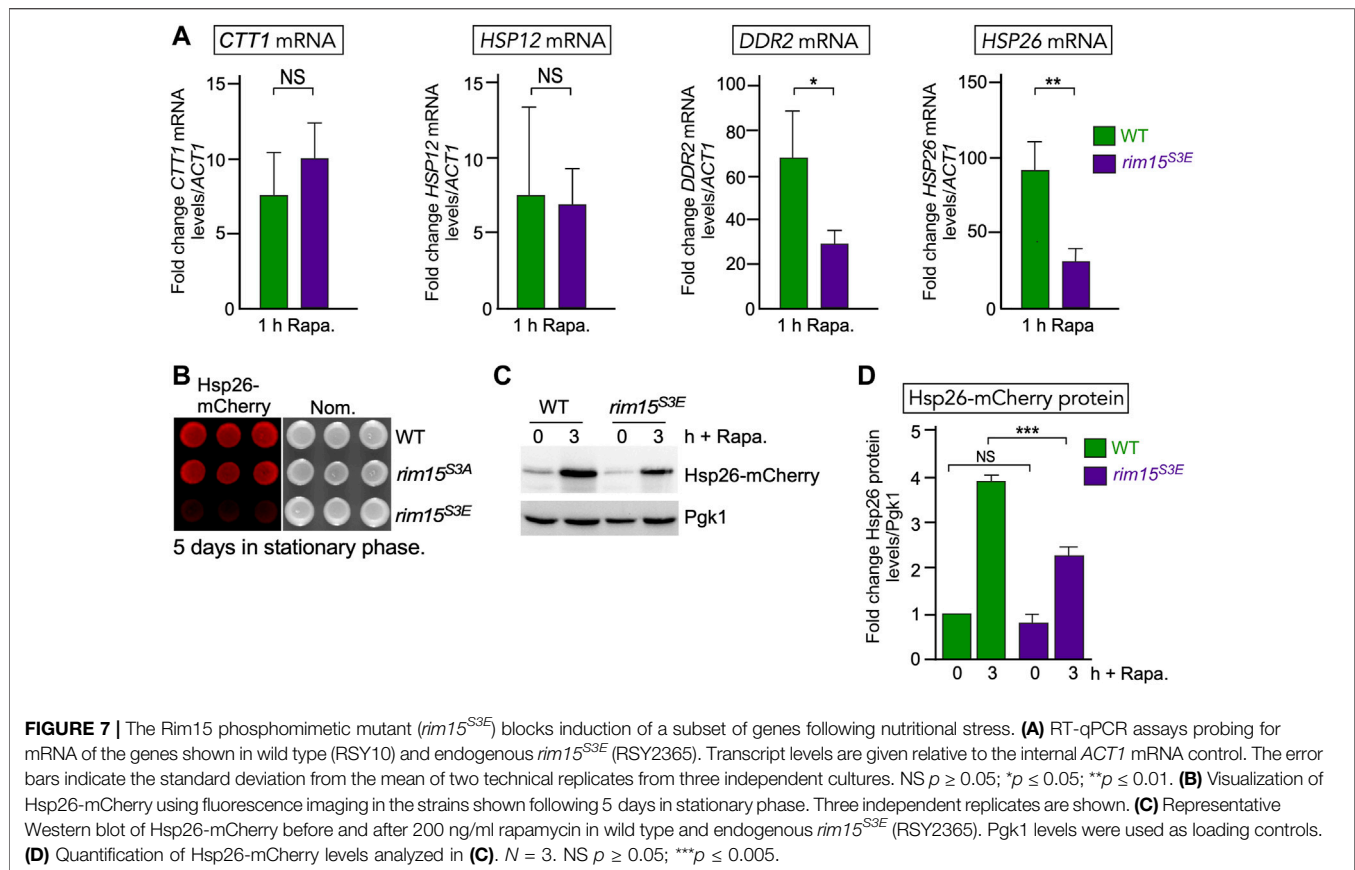 A
CTT1 mRNA
HSP12 mRNA
DDR2 mRNA
HSP26 mRNA
Fold change CTT1 mRNA
levels/ACT1
15
10
5
0
NS
1 h Rapa.
Fold change HSP12 mRNA
levels/ACT1
15
10
5
0
NS
1 h Rapa.
Fold change DDR2 mRNA
levels/ACT1
100
80
60
40
20
0
*
1 h Rapa.
Fold change HSP26 mRNA
levels/ACT1
150
100
50
0
**
1 h Rapa
WT
rim15S3E
B
Hsp26-
mCherry
Nom.
WT
rim15S3A
rim15S3E
5 days in stationary phase.
C
WT
rim15S3E
0 3 0 3 h + Rapa.
Hsp26-mCherry
Pgk1
D
Hsp26-mCherry protein
Fold change Hsp26 protein
levels/Pgk1
5
4
3
2
1
0
NS
***
WT
rim15S3E
0 3 0 3 h + Rapa.
FIGURE 7 | The Rim15 phosphomimetic mutant (rim15S3E) blocks induction of a subset of genes following nutritional stress. (A) RT-qPCR assays probing for
mRNA of the genes shown in wild type (RSY10) and endogenous rim15S3E (RSY2365). Transcript levels are given relative to the internal ACT1 mRNA control. The error
bars indicate the standard deviation from the mean of two technical replicates from three independent cultures. NS p ≥ 0.05; *p ≤ 0.05; **p ≤ 0.01. (B) Visualization of
Hsp26-mCherry using fluorescence imaging in the strains shown following 5 days in stationary phase. Three independent replicates are shown. (C) Representative
Western blot of Hsp26-mCherry before and after 200 ng/ml rapamycin in wild type and endogenous rim15S3E (RSY2365). Pgk1 levels were used as loading controls.
(D) Quantification of Hsp26-mCherry levels analyzed in (C). N = 3. NS p ≥ 0.05; ***p ≤ 0.005.